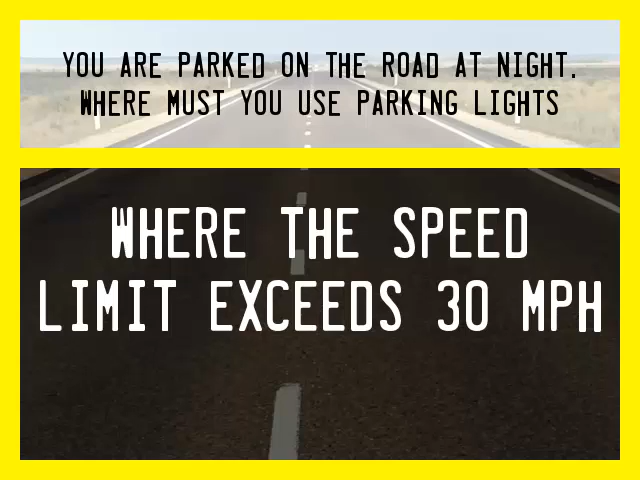 YOU ARE PARKED ON THE ROAD AT NIGHT.
WHERE MUST YOU USE PARKING LIGHTS
WHERE THE SPEED
LIMIT EXCEEDS 30 MPH